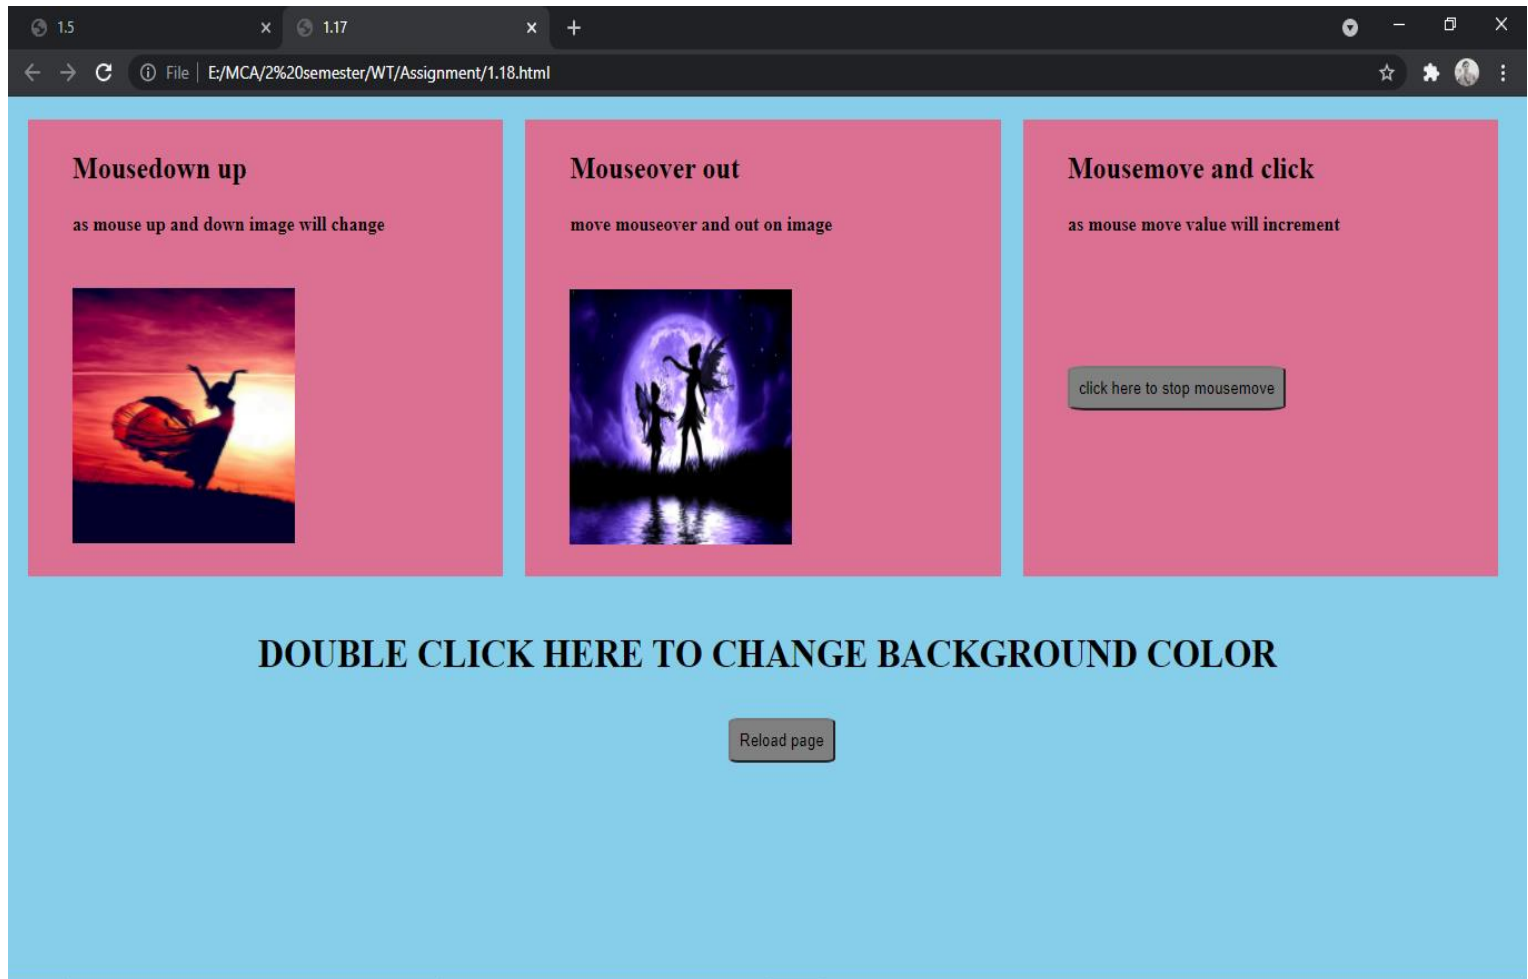 1.5
1.17
File
E:/MCA/2%20semester/WT/Assignment/1.18.html
Mousedown up
as mouse up and down image will change
Mouseover out
move mouseover and out on image
Mousemove and click
as mouse move value will increment
click here to stop mousemove
DOUBLE CLICK HERE TO CHANGE BACKGROUND COLOR
Reload page